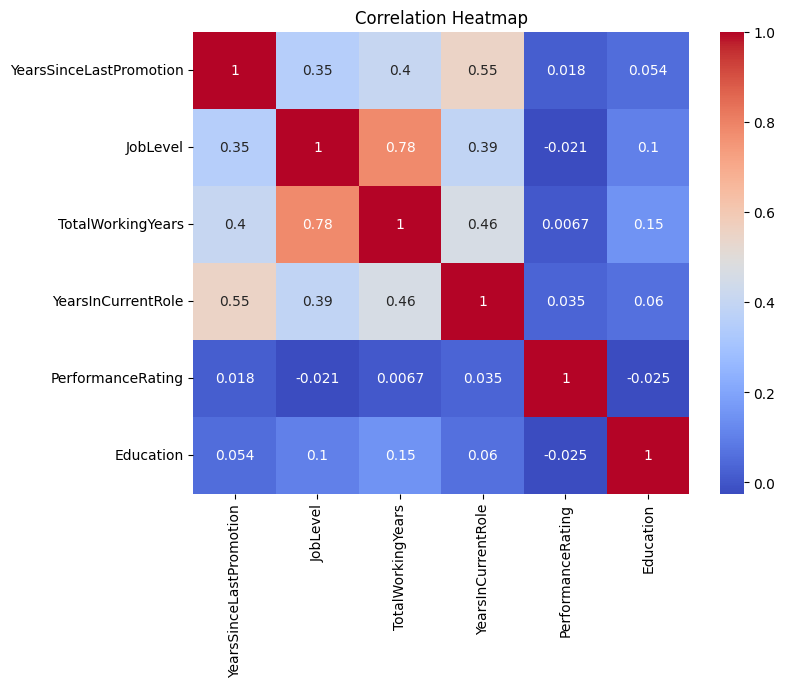 Correlation Heatmap
YearsSinceLastPromotion 1 0.35 0.4 0.55 0.018 0.054
JobLevel 0.35 1 0.78 0.39 -0.021 0.1
TotalWorkingYears 0.4 0.78 1 0.46 0.0067 0.15
YearsInCurrentRole 0.55 0.39 0.46 1 0.035 0.06
PerformanceRating 0.018 -0.021 0.0067 0.035 1 -0.025
Education 0.054 0.1 0.15 0.06 -0.025 1
YearsSinceLastPromotion
JobLevel
TotalWorkingYears
YearsInCurrentRole
PerformanceRating
Education
1.0
0.8
0.6
0.4
0.2
0.0